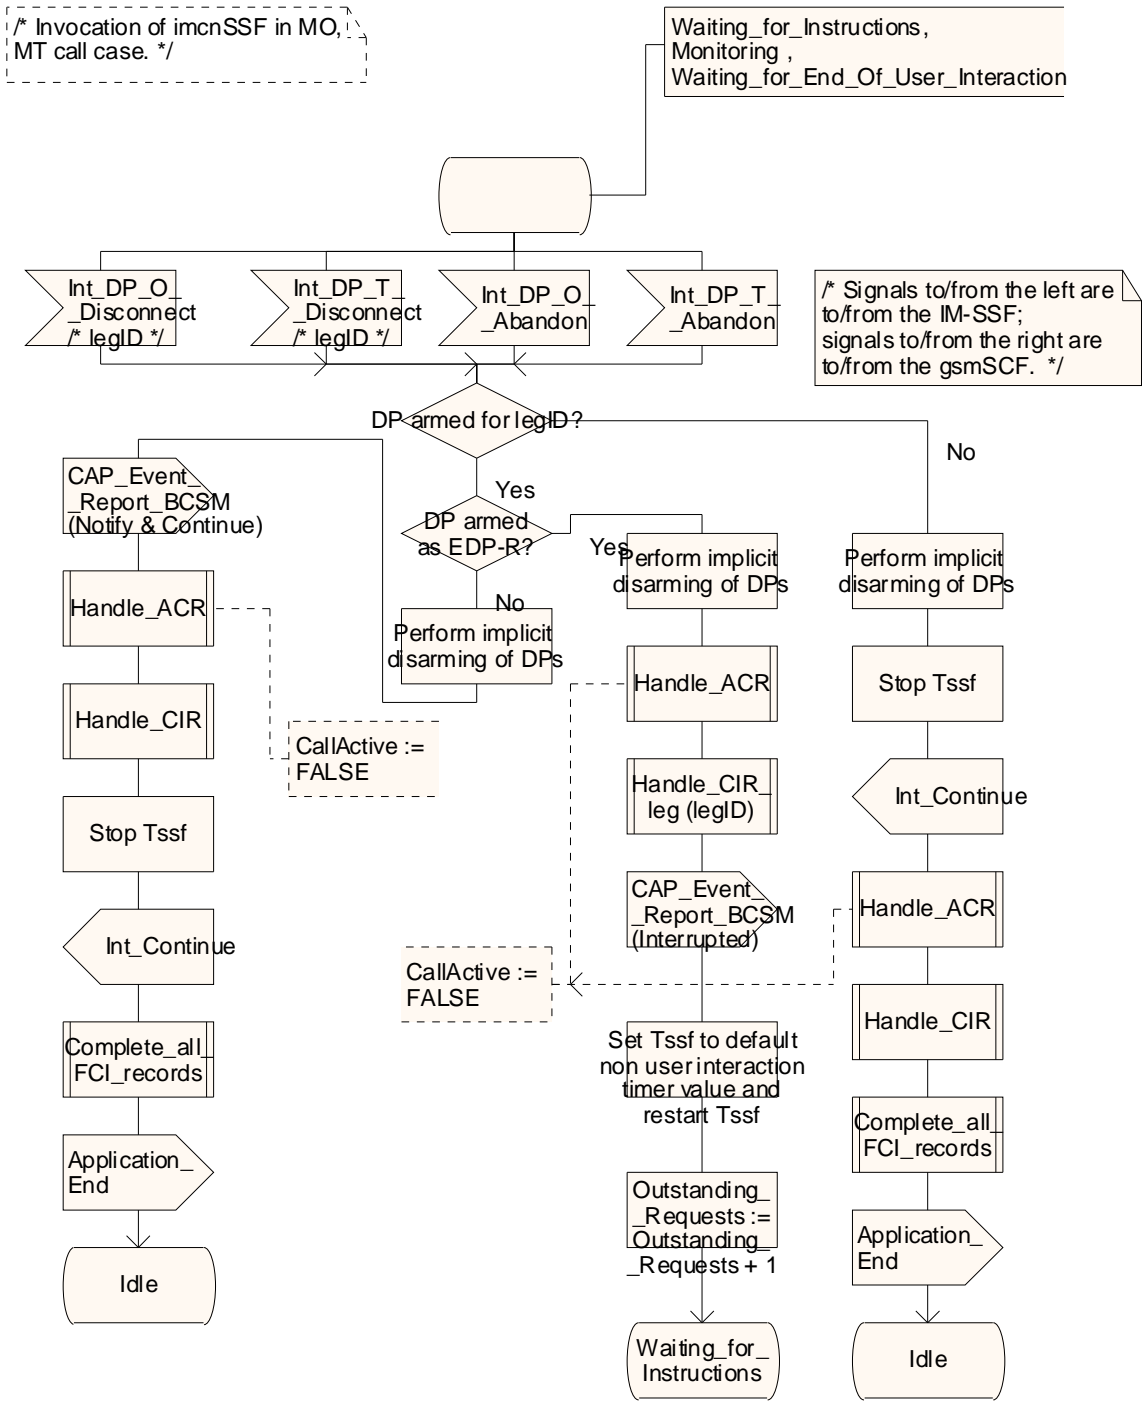 /* Invocation of imcnSSF in MO,
MT call case. */
Waiting_for_Instructions,
Monitoring ,
Waiting_for_End_Of_User_Interaction
Int_DP_O_
_Disconnect
/* legID */
Int_DP_T_
_Disconnect
/* legID */
Int_DP_O_
_Abandon
Int_DP_T_
_Abandon
/* Signals to/from the left are
to/from the IM-SSF;
signals to/from the right are
to/from the gsmSCF. */
DP armed for legID?
No
Yes
CAP_Event_
_Report_BCSM
(Notify & Continue)
DP armed
as EDP-R?
Yes
No
Perform implicit
disarming of DPs
Handle_ACR
Handle_CIR
CallActive :=
FALSE
Stop Tssf
Int_Continue
Complete_all_
FCI_records
Application_
End
Idle
Perform implicit
disarming of DPs
Handle_ACR
Handle_CIR_
leg (legID)
CAP_Event_
_Report_BCSM
(Interrupted)
CallActive :=
FALSE
Set Tssf to default
non user interaction
timer value and
restart Tssf
Outstanding_
_Requests :=
Outstanding_
_Requests + 1
Waiting_for_
Instructions
Perform implicit
disarming of DPs
Stop Tssf
Int_Continue
Handle_ACR
Handle_CIR
Complete_all_
FCI_records
Application_
End
Idle